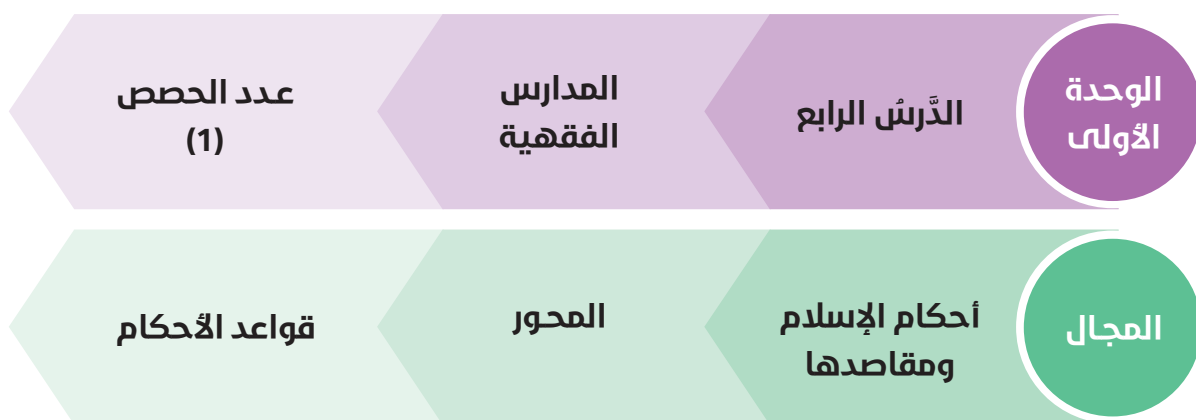 الوحدة
الأولى
الدَّرسُ الرابع
المدارس
الفقهية
عدد الحصص
(1)
المجال
أحكام الإسلام
ومقاصدها
المحور
قواعد الأحكام